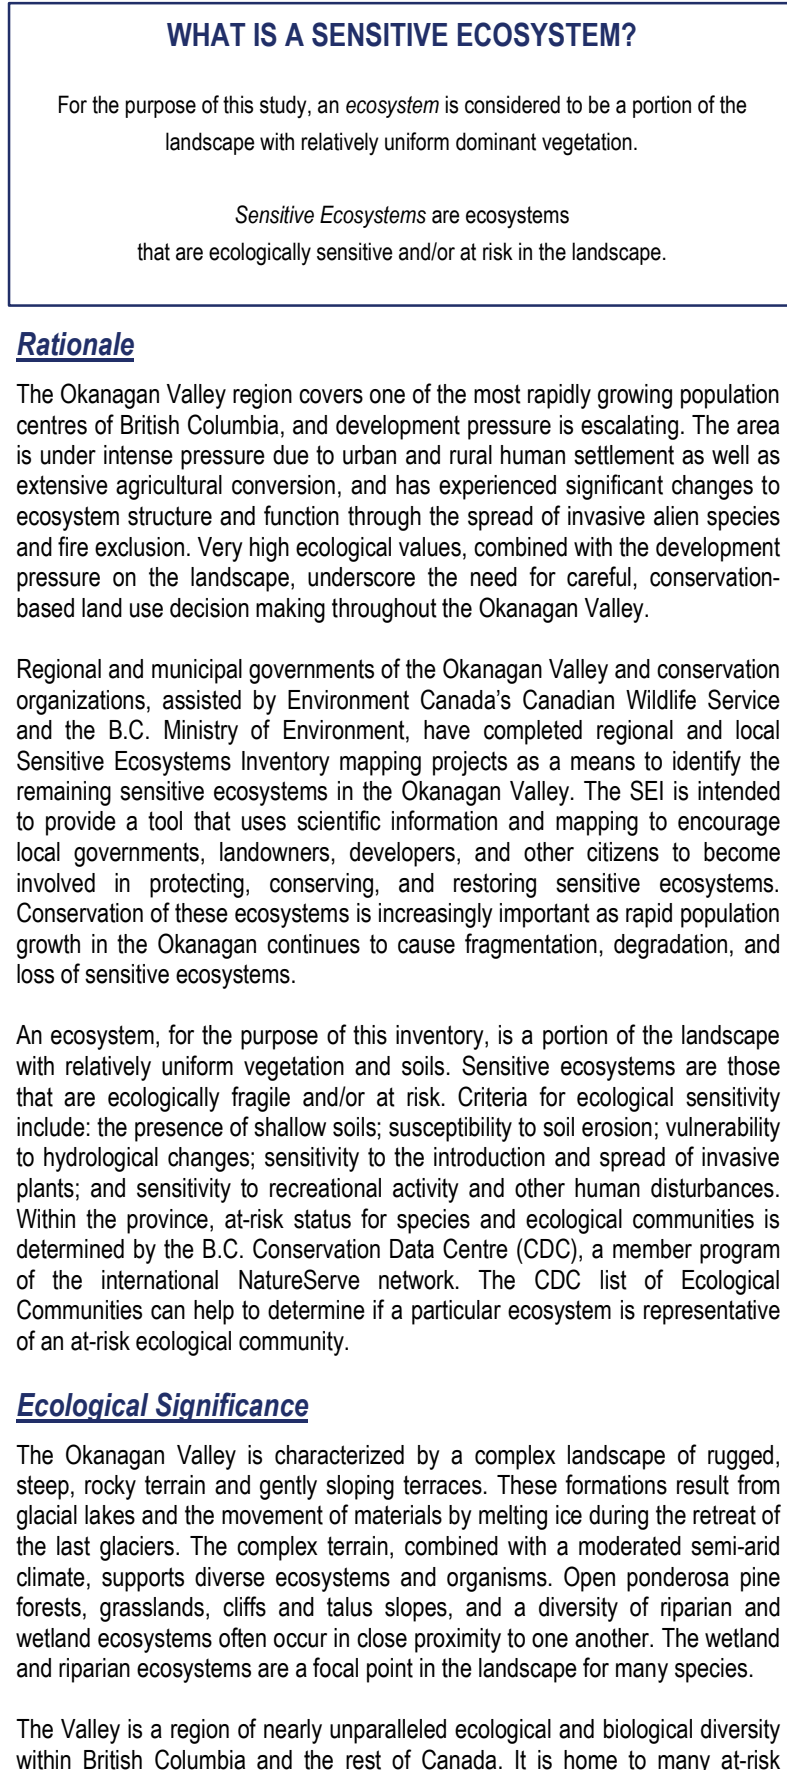 WHAT IS A SENSITIVE ECOSYSTEM?
For the purpose of this study, an ecosystem is considered to be a portion of the
landscape with relatively uniform dominant vegetation.
Sensitive Ecosystems are ecosystems
that are ecologically sensitive and/or at risk in the landscape.
Rationale
The Okanagan Valley region covers one of the most rapidly growing population
centres of British Columbia, and development pressure is escalating. The area
is under intense pressure due to urban and rural human settlement as well as
extensive agricultural conversion, and has experienced significant changes to
ecosystem structure and function through the spread of invasive alien species
and fire exclusion. Very high ecological values, combined with the development
pressure on the landscape, underscore the need for careful, conservation-
based land use decision making throughout the Okanagan Valley.
Regional and municipal governments of the Okanagan Valley and conservation
organizations, assisted by Environment Canada's Canadian Wildlife Service
and the B.C. Ministry of Environment, have completed regional and local
Sensitive Ecosystems Inventory mapping projects as a means to identify the
remaining sensitive ecosystems in the Okanagan Valley. The SEI is intended
to provide a tool that uses scientific information and mapping to encourage
local governments, landowners, developers, and other citizens to become
involved in protecting, conserving, and restoring sensitive ecosystems.
Conservation of these ecosystems is increasingly important as rapid population
growth in the Okanagan continues to cause fragmentation, degradation, and
loss of sensitive ecosystems.
An ecosystem, for the purpose of this inventory, is a portion of the landscape
with relatively uniform vegetation and soils. Sensitive ecosystems are those
that are ecologically fragile and/or at risk. Criteria for ecological sensitivity
include: the presence of shallow soils; susceptibility to soil erosion; vulnerability
to hydrological changes; sensitivity to the introduction and spread of invasive
plants; and sensitivity to recreational activity and other human disturbances.
Within the province, at-risk status for species and ecological communities is
determined by the B.C. Conservation Data Centre (CDC), a member program
of the international NatureServe network. The CDC list of Ecological
Communities can help to determine if a particular ecosystem is representative
of an at-risk ecological community.
Ecological Significance
The Okanagan Valley is characterized by a complex landscape of rugged,
steep, rocky terrain and gently sloping terraces. These formations result from
glacial lakes and the movement of materials by melting ice during the retreat of
the last glaciers. The complex terrain, combined with a moderated semi-arid
climate, supports diverse ecosystems and organisms. Open ponderosa pine
forests, grasslands, cliffs and talus slopes, and a diversity of riparian and
wetland ecosystems often occur in close proximity to one another. The wetland
and riparian ecosystems are a focal point in the landscape for many species.
The Valley is a region of nearly unparalleled ecological and biological diversity
within British Columbia and the rest of Canada. It is home to many at-risk